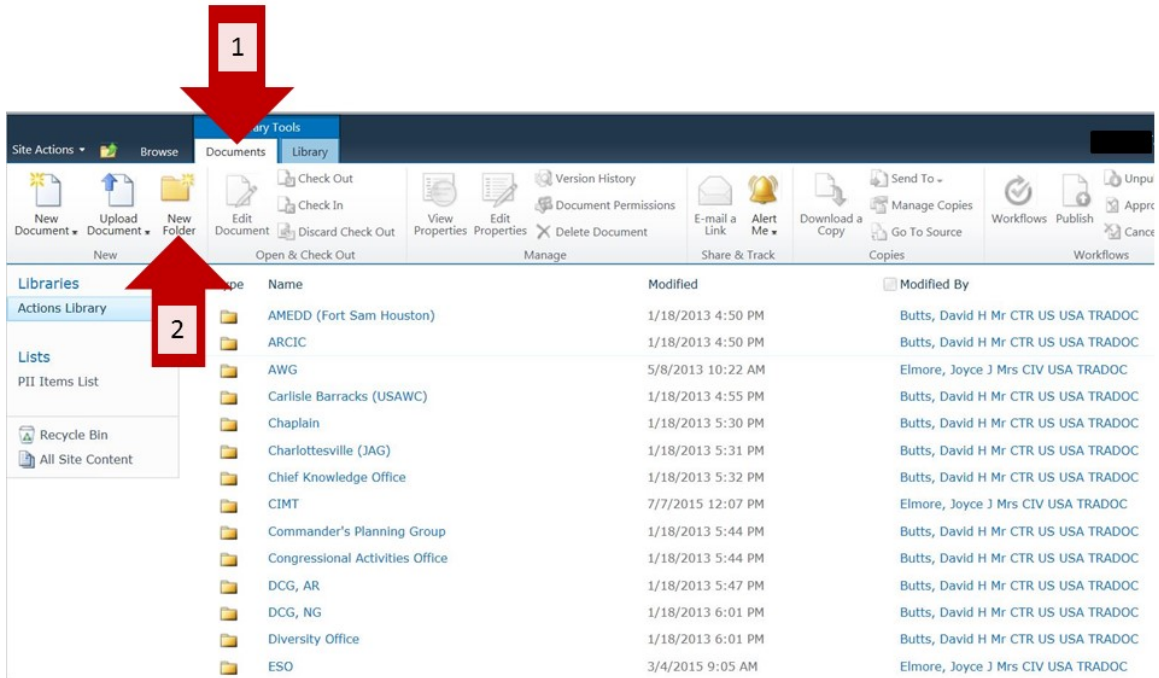 1
ary Tools
Site Actions Browse Documents Library
Check Out Version History Send To Unpu
Check In Document Permissions Manage Copies Appro
New Document Upload Document New Folder Edit Document Discard Check Out View Properties Edit Properties Delete Document E-mail a Link Alert Me Download a Copy Go To Source Workflows Publish Cance
New Open & Check Out Manage Share & Track Copies Workflows
Libraries ype Name Modified Modified By
Actions Library
2
AMEDD (Fort Sam Houston) 1/18/2013 4:50 PM Butts, David H Mr CTR US USA TRADOC
ARCIC 1/18/2013 4:50 PM Butts, David H Mr CTR US USA TRADOC
Lists
AWG 5/8/2013 10:22 AM Elmore, Joyce J Mrs CIV USA TRADOC
PII Items List
Carlisle Barracks (USAWC) 1/18/2013 4:55 PM Butts, David H Mr CTR US USA TRADOC
Chaplain 1/18/2013 5:30 PM Butts, David H Mr CTR US USA TRADOC
Recycle Bin
Charlottesville (JAG) 1/18/2013 5:31 PM Butts, David H Mr CTR US USA TRADOC
All Site Content
Chief Knowledge Office 1/18/2013 5:32 PM Butts, David H Mr CTR US USA TRADOC
CIMT 7/7/2015 12:07 PM Elmore, Joyce J Mrs CIV USA TRADOC
Commander's Planning Group 1/18/2013 5:44 PM Butts, David H Mr CTR US USA TRADOC
Congressional Activities Office 1/18/2013 5:44 PM Butts, David H Mr CTR US USA TRADOC
DCG, AR 1/18/2013 5:47 PM Butts, David H Mr CTR US USA TRADOC
DCG, NG 1/18/2013 6:01 PM Butts, David H Mr CTR US USA TRADOC
Diversity Office 1/18/2013 6:01 PM Butts, David H Mr CTR US USA TRADOC
ESO 3/4/2015 9:05 AM Elmore, Joyce J Mrs CIV USA TRADOC